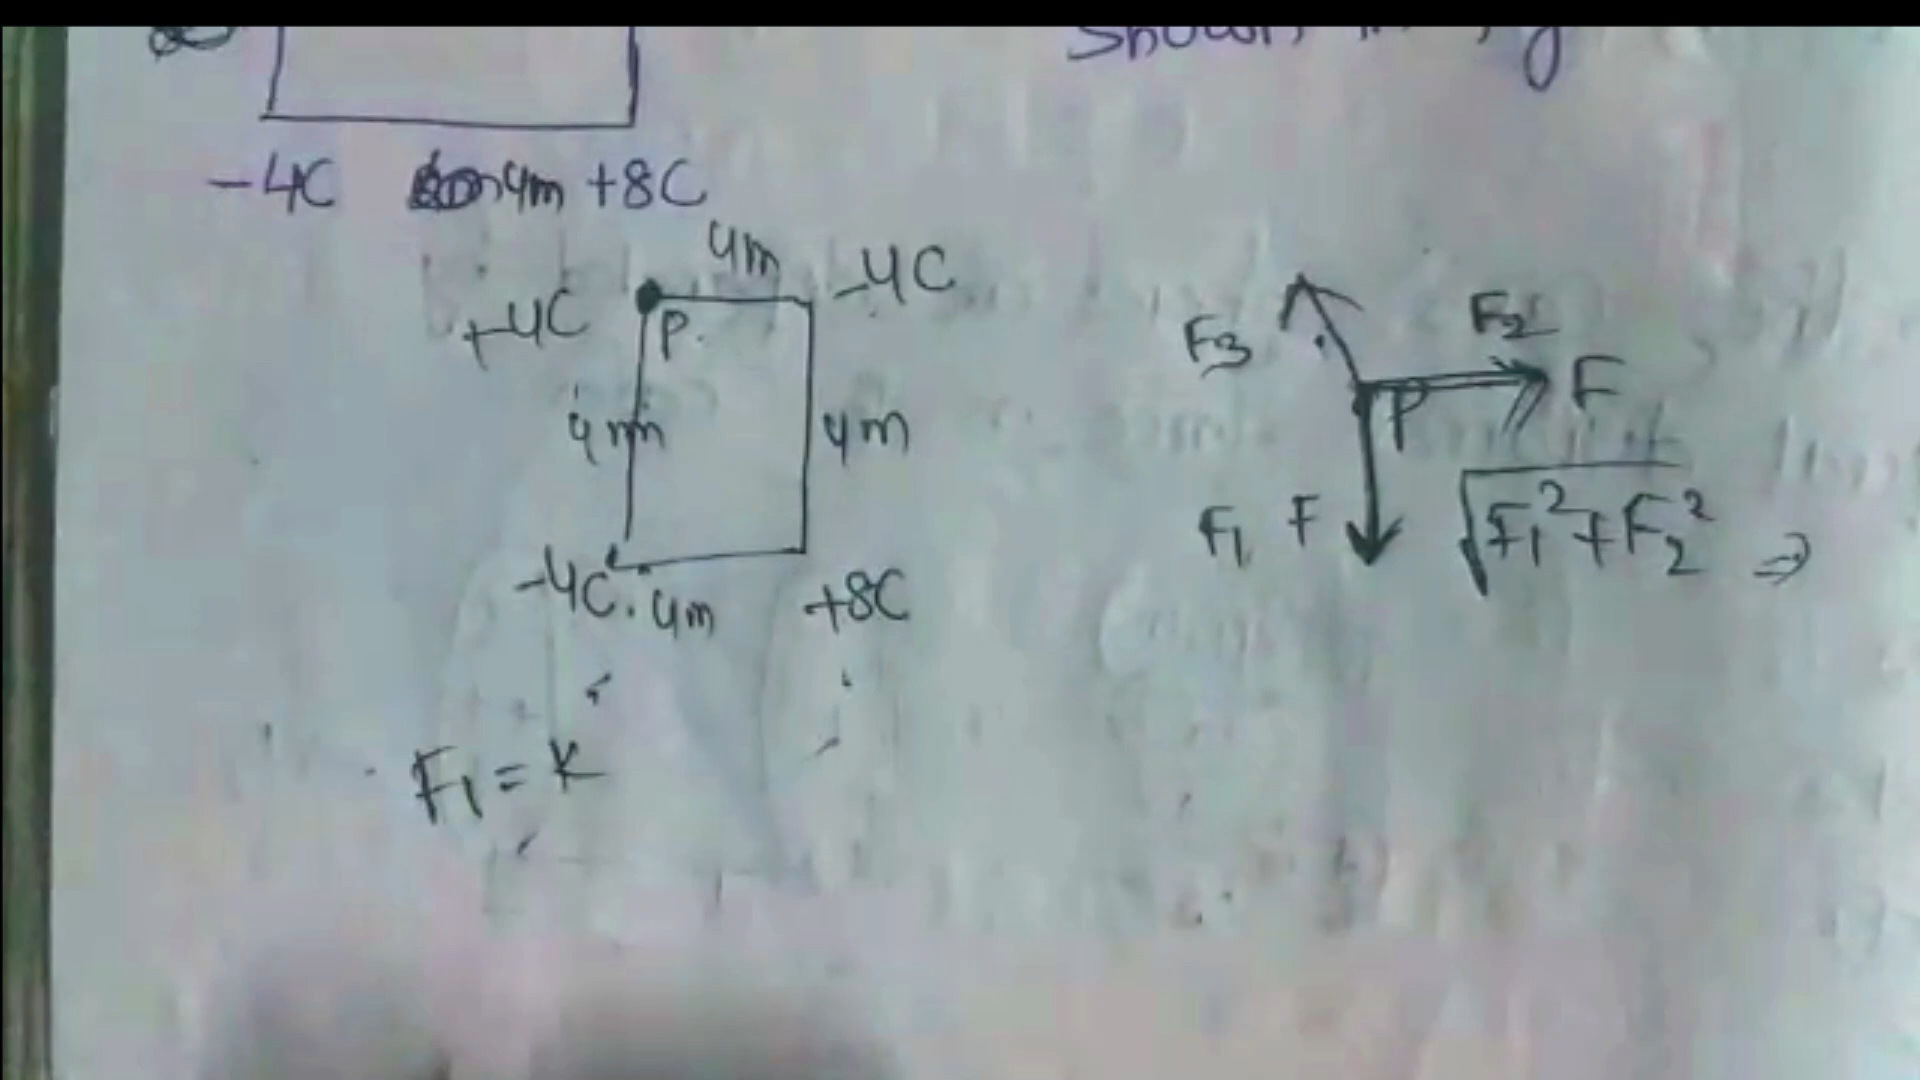 -4C 4m +8C
4m -4C
+4C P.
4m 4m
-4C. 4m +8C
F₁ = K
F₃ F₂
P F
F₁ F √F₁²+F₂² ⇒